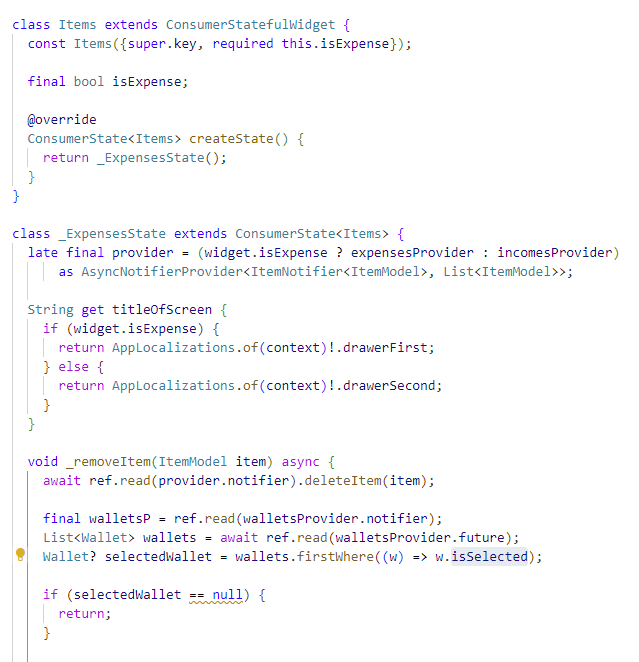 class Items extends ConsumerStatefulWidget {
  const Items({super.key, required this.isExpense});

  final bool isExpense;

  @override
  ConsumerState<Items> createState() {
    return _ExpensesState();
  }
}

class _ExpensesState extends ConsumerState<Items> {
  late final provider = (widget.isExpense ? expensesProvider : incomesProvider)
      as AsyncNotifierProvider<ItemNotifier<ItemModel>, List<ItemModel>>;

  String get titleOfScreen {
    if (widget.isExpense) {
      return AppLocalizations.of(context)!.drawerFirst;
    } else {
      return AppLocalizations.of(context)!.drawerSecond;
    }
  }

  void _removeItem(ItemModel item) async {
    await ref.read(provider.notifier).deleteItem(item);

    final walletsP = ref.read(walletsProvider.notifier);
    List<Wallet> wallets = await ref.read(walletsProvider.future);
    Wallet? selectedWallet = wallets.firstWhere((w) => w.isSelected);

    if (selectedWallet == null) {
      return;
    }